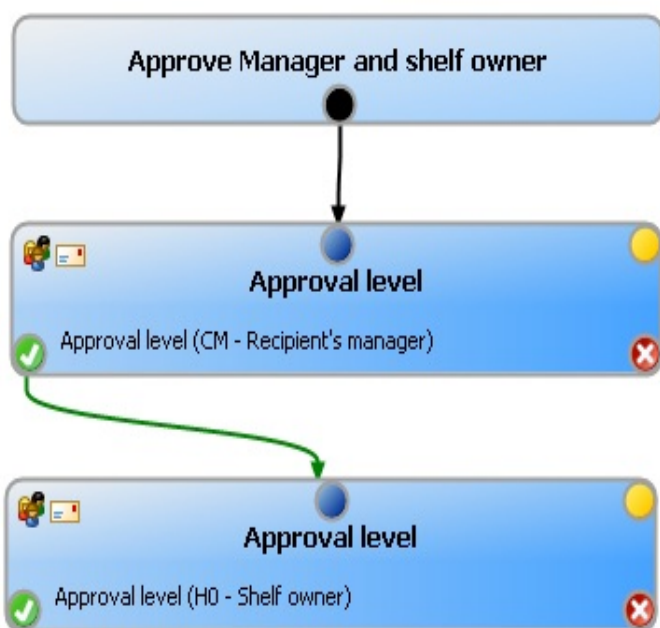 Approve Manager and shelf owner
Approval level
Approval level (CM - Recipient's manager)
Approval level
Approval level (H0 - Shelf owner)